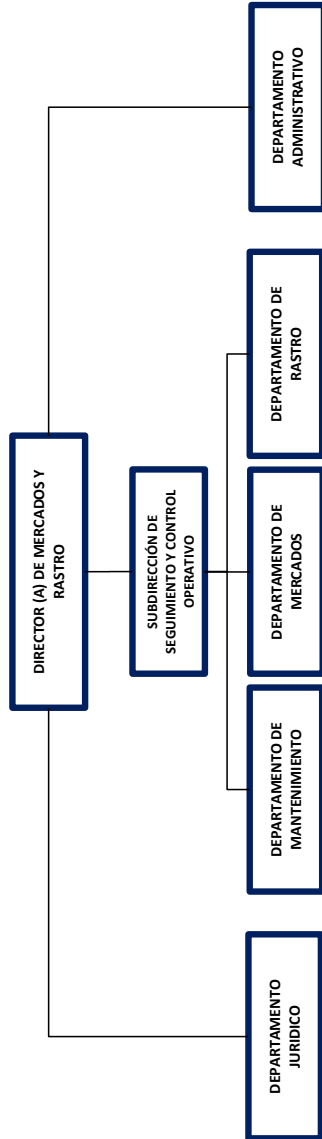 DIRECTOR (A) DE MERCADOS Y
RASTRO
SUBDIRECCIÓN DE
SEGUIMIENTO Y CONTROL
OPERATIVO
DEPARTAMENTO
JURIDICO
DEPARTAMENTO DE
MANTENIMIENTO
DEPARTAMENTO DE
MERCADOS
DEPARTAMENTO DE
RASTRO
DEPARTAMENTO
ADMINISTRATIVO